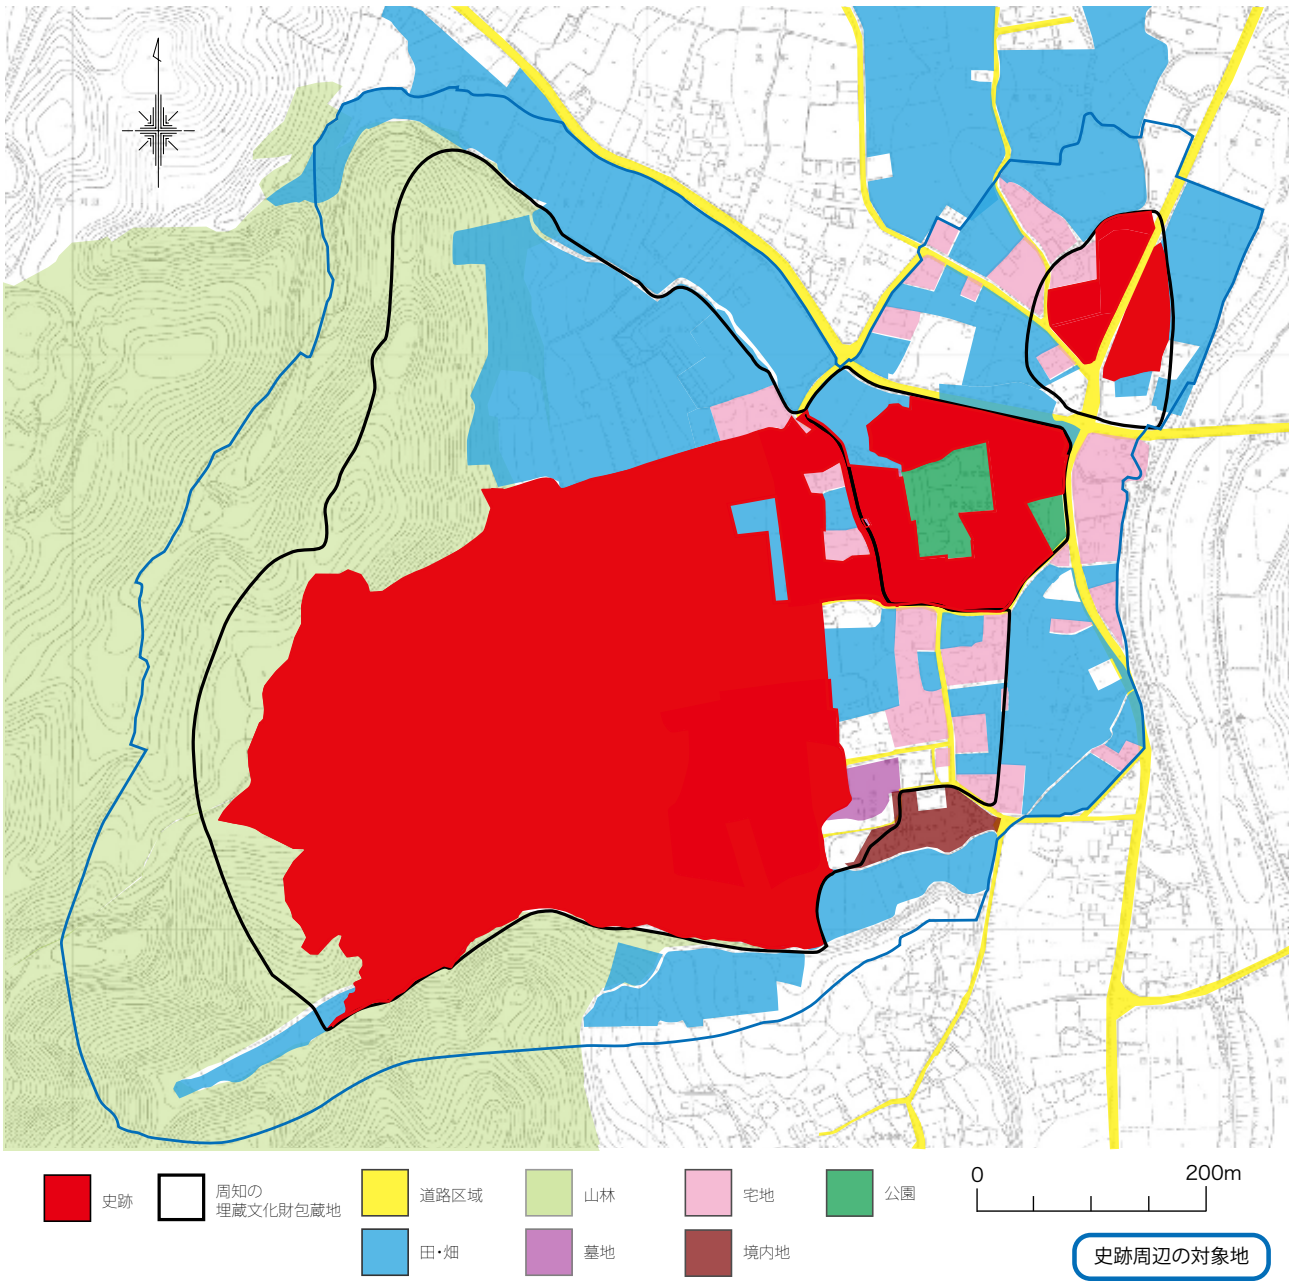 史跡
周知の
埋蔵文化財包蔵地
道路区域
山林
宅地
公園
田・畑
墓地
境内地
0
200m
史跡周辺の対象地